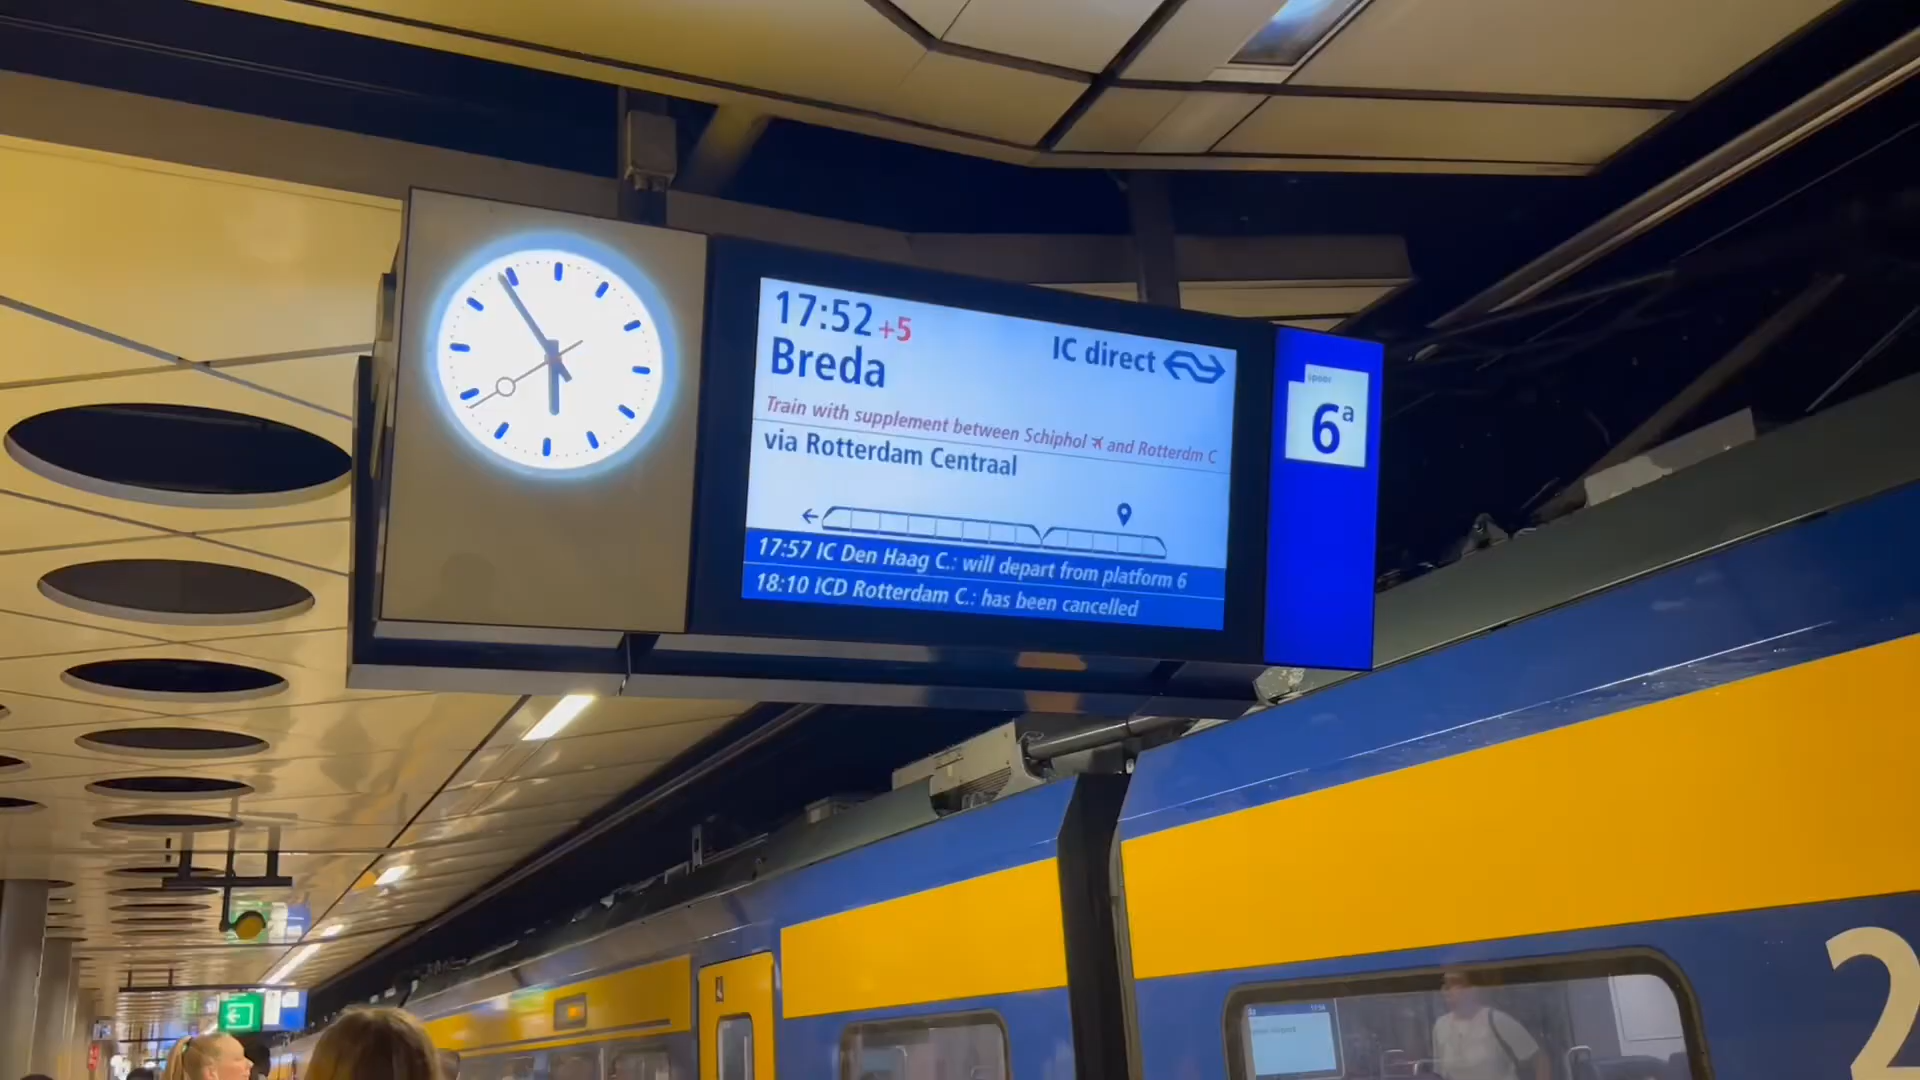 17:52 +5
IC direct
Breda
Train with supplement between Schiphol and Rotterdm C
via Rotterdam Centraal
17:57 IC Den Haag C.: will depart from platform 6
18:10 ICD Rotterdam C.: has been cancelled
spoor
6a
2